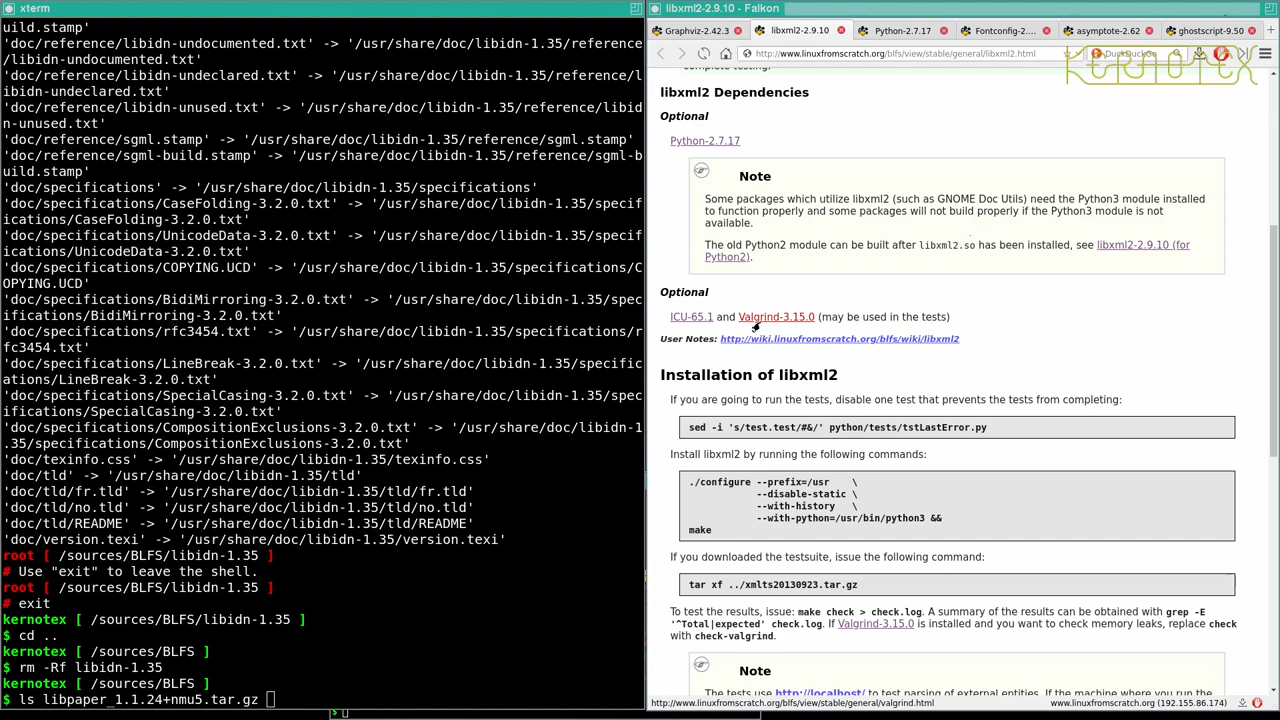 xterm
uild.stamp'
'doc/reference/libidn-undocumented.txt' -> '/usr/share/doc/libidn-1.35/reference
/libidn-undocumented.txt'
'doc/reference/libidn-undeclared.txt' -> '/usr/share/doc/libidn-1.35/reference/l
ibidn-undeclared.txt'
'doc/reference/libidn-unused.txt' -> '/usr/share/doc/libidn-1.35/reference/libid
n-unused.txt'
'doc/reference/sgml.stamp' -> '/usr/share/doc/libidn-1.35/reference/sgml.stamp'
'doc/reference/sgml-build.stamp' -> '/usr/share/doc/libidn-1.35/reference/sgml-b
uild.stamp'
'doc/specifications' -> '/usr/share/doc/libidn-1.35/specifications'
'doc/specifications/CaseFolding-3.2.0.txt' -> '/usr/share/doc/libidn-1.35/specif
ications/CaseFolding-3.2.0.txt'
'doc/specifications/UnicodeData-3.2.0.txt' -> '/usr/share/doc/libidn-1.35/specif
ications/UnicodeData-3.2.0.txt'
'doc/specifications/COPYING.UCD' -> '/usr/share/doc/libidn-1.35/specifications/C
OPYING.UCD'
'doc/specifications/BidiMirroring-3.2.0.txt' -> '/usr/share/doc/libidn-1.35/spec
ifications/BidiMirroring-3.2.0.txt'
'doc/specifications/rfc3454.txt' -> '/usr/share/doc/libidn-1.35/specifications/r
fc3454.txt'
'doc/specifications/LineBreak-3.2.0.txt' -> '/usr/share/doc/libidn-1.35/specific
ations/LineBreak-3.2.0.txt'
'doc/specifications/SpecialCasing-3.2.0.txt' -> '/usr/share/doc/libidn-1.35/spec
ifications/SpecialCasing-3.2.0.txt'
'doc/specifications/CompositionExclusions-3.2.0.txt' -> '/usr/share/doc/libidn-1
.35/specifications/CompositionExclusions-3.2.0.txt'
'doc/texinfo.css' -> '/usr/share/doc/libidn-1.35/texinfo.css'
'doc/tld' -> '/usr/share/doc/libidn-1.35/tld'
'doc/tld/fr.tld' -> '/usr/share/doc/libidn-1.35/tld/fr.tld'
'doc/tld/no.tld' -> '/usr/share/doc/libidn-1.35/tld/no.tld'
'doc/tld/README' -> '/usr/share/doc/libidn-1.35/tld/README'
'doc/version.texi' -> '/usr/share/doc/libidn-1.35/version.texi'
root [ /sources/BLFS/libidn-1.35 ]
# Use "exit" to leave the shell.
root [ /sources/BLFS/libidn-1.35 ]
# exit
kernotex [ /sources/BLFS/libidn-1.35 ]
$ cd ..
kernotex [ /sources/BLFS ]
$ rm -Rf libidn-1.35
kernotex [ /sources/BLFS ]
$ ls libpaper_1.1.24+nmu5.tar.gz
$
libxml2-2.9.10 - Falkon
Graphviz-2.42.3 libxml2-2.9.10 Python-2.7.17 Fontconfig-2.... asymptote-2.62 ghostscript-9.50
http://www.linuxfromscratch.org/blfs/view/stable/general/libxml2.html DuckDuckGo
KERNOTEX
complete testing.
libxml2 Dependencies
Optional
Python-2.7.17
Note
Some packages which utilize libxml2 (such as GNOME Doc Utils) need the Python3 module installed
to function properly and some packages will not build properly if the Python3 module is not
available.
The old Python2 module can be built after libxml2.so has been installed, see libxml2-2.9.10 (for
Python2).
Optional
ICU-65.1 and Valgrind-3.15.0 (may be used in the tests)
User Notes: http://wiki.linuxfromscratch.org/blfs/wiki/libxml2
Installation of libxml2
If you are going to run the tests, disable one test that prevents the tests from completing:
sed -i 's/test.test/#&/' python/tests/tstLastError.py
Install libxml2 by running the following commands:
./configure --prefix=/usr \
--disable-static \
--with-history \
--with-python=/usr/bin/python3 &&
make
If you downloaded the testsuite, issue the following command:
tar xf ../xmlts20130923.tar.gz
To test the results, issue: make check > check.log. A summary of the results can be obtained with grep -E
'^Total|expected' check.log. If Valgrind-3.15.0 is installed and you want to check memory leaks, replace check
with check-valgrind.
Note
The tests use http://localhost/ to test parsing of external entities. If the machine where you run the
http://www.linuxfromscratch.org/blfs/view/stable/general/valgrind.html www.linuxfromscratch.org (192.155.86.174)